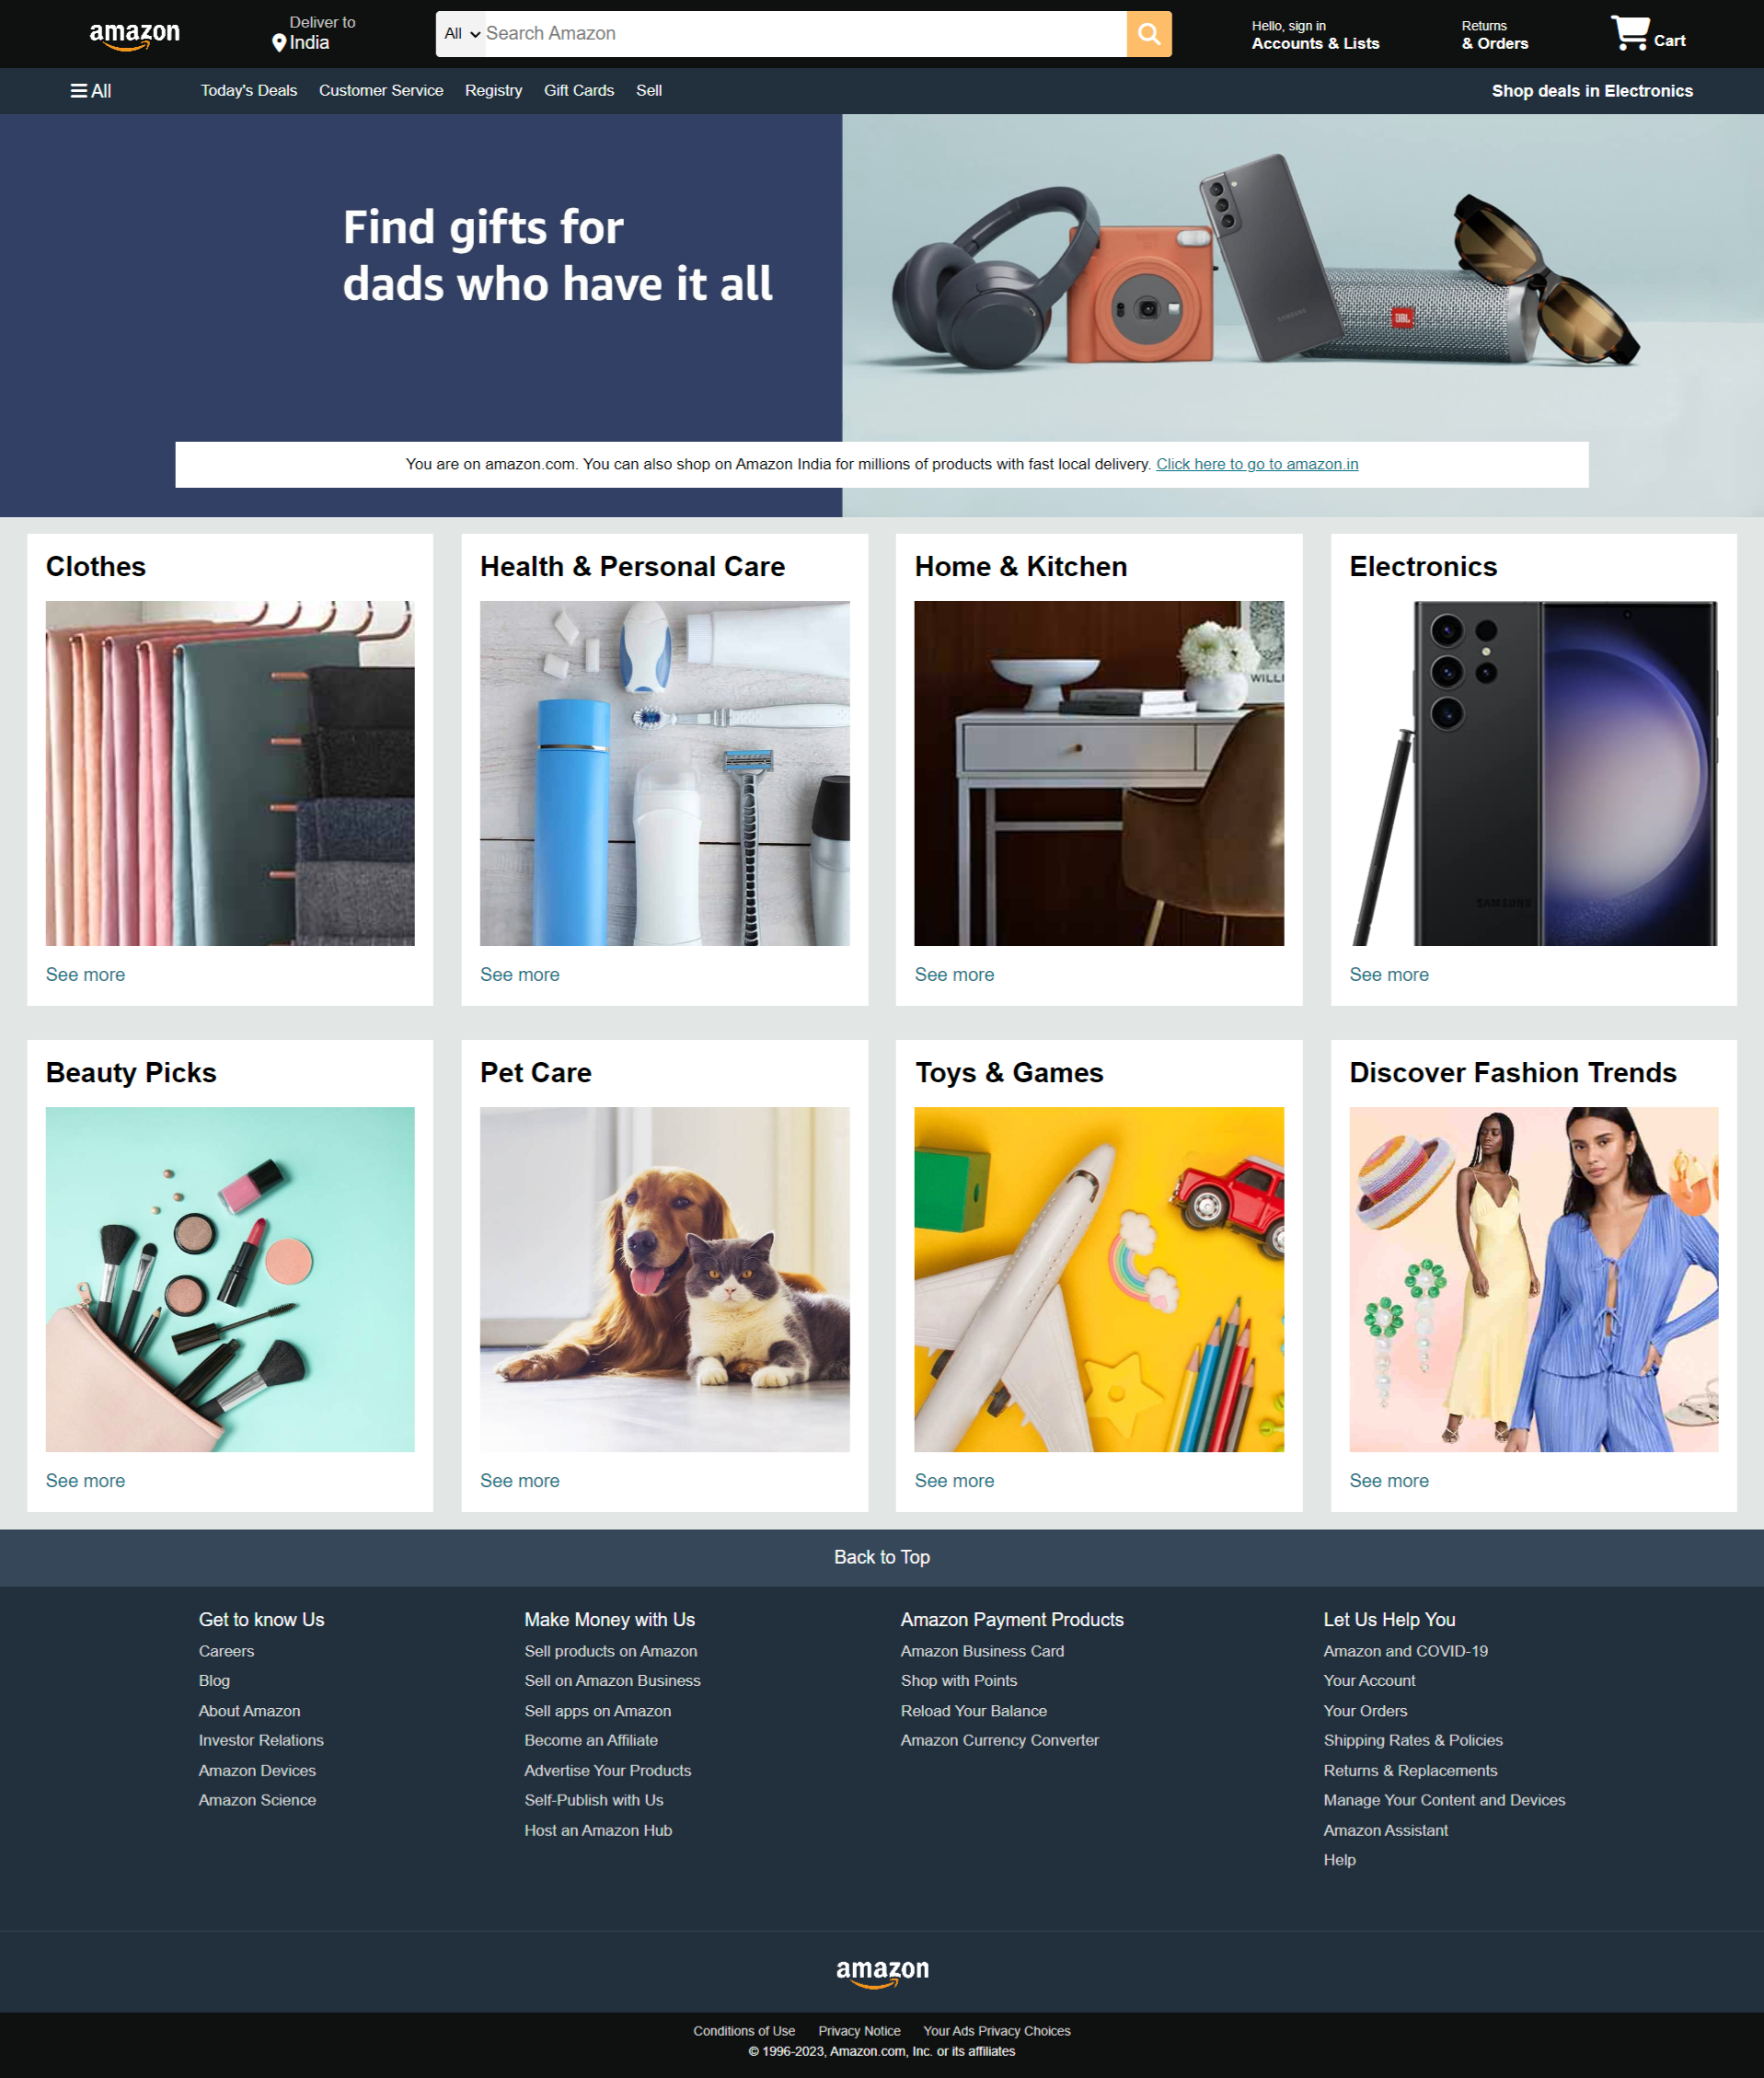 amazon
Deliver to
India
All
Search Amazon
Hello, sign in
Accounts & Lists
Returns
& Orders
Cart
All
Today's Deals
Customer Service
Registry
Gift Cards
Sell
Shop deals in Electronics
Find gifts for
dads who have it all
SAMSUNG
JBL
You are on amazon.com. You can also shop on Amazon India for millions of products with fast local delivery. Click here to go to amazon.in
Clothes
Health & Personal Care
Home & Kitchen
Electronics
WILLI
SAMSUNG
See more
See more
See more
See more
Beauty Picks
Pet Care
Toys & Games
Discover Fashion Trends
See more
See more
See more
See more
Back to Top
Get to know Us
Careers
Blog
About Amazon
Investor Relations
Amazon Devices
Amazon Science
Make Money with Us
Sell products on Amazon
Sell on Amazon Business
Sell apps on Amazon
Become an Affiliate
Advertise Your Products
Self-Publish with Us
Host an Amazon Hub
Amazon Payment Products
Amazon Business Card
Shop with Points
Reload Your Balance
Amazon Currency Converter
Let Us Help You
Amazon and COVID-19
Your Account
Your Orders
Shipping Rates & Policies
Returns & Replacements
Manage Your Content and Devices
Amazon Assistant
Help
amazon
Conditions of Use
Privacy Notice
Your Ads Privacy Choices
© 1996-2023, Amazon.com, Inc. or its affiliates